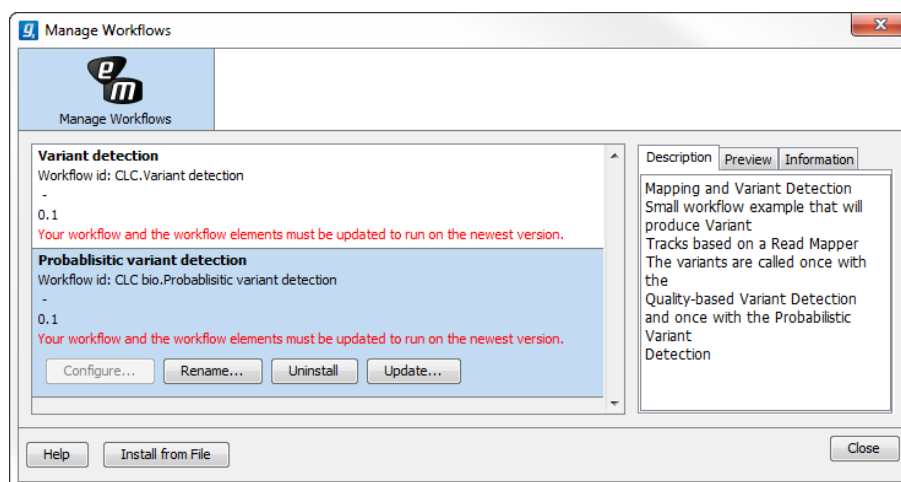 Manage Workflows
Manage Workflows
Variant detection
Workflow id: CLC.Variant detection
-
0.1
Your workflow and the workflow elements must be updated to run on the newest version.
Probablisitic variant detection
Workflow id: CLC bio.Probablisitic variant detection
-
0.1
Your workflow and the workflow elements must be updated to run on the newest version.
Configure... Rename... Uninstall Update...
Description Preview Information
Mapping and Variant Detection
Small workflow example that will
produce Variant
Tracks based on a Read Mapper
The variants are called once with
the
Quality-based Variant Detection
and once with the Probabilistic
Variant
Detection
Help Install from File Close